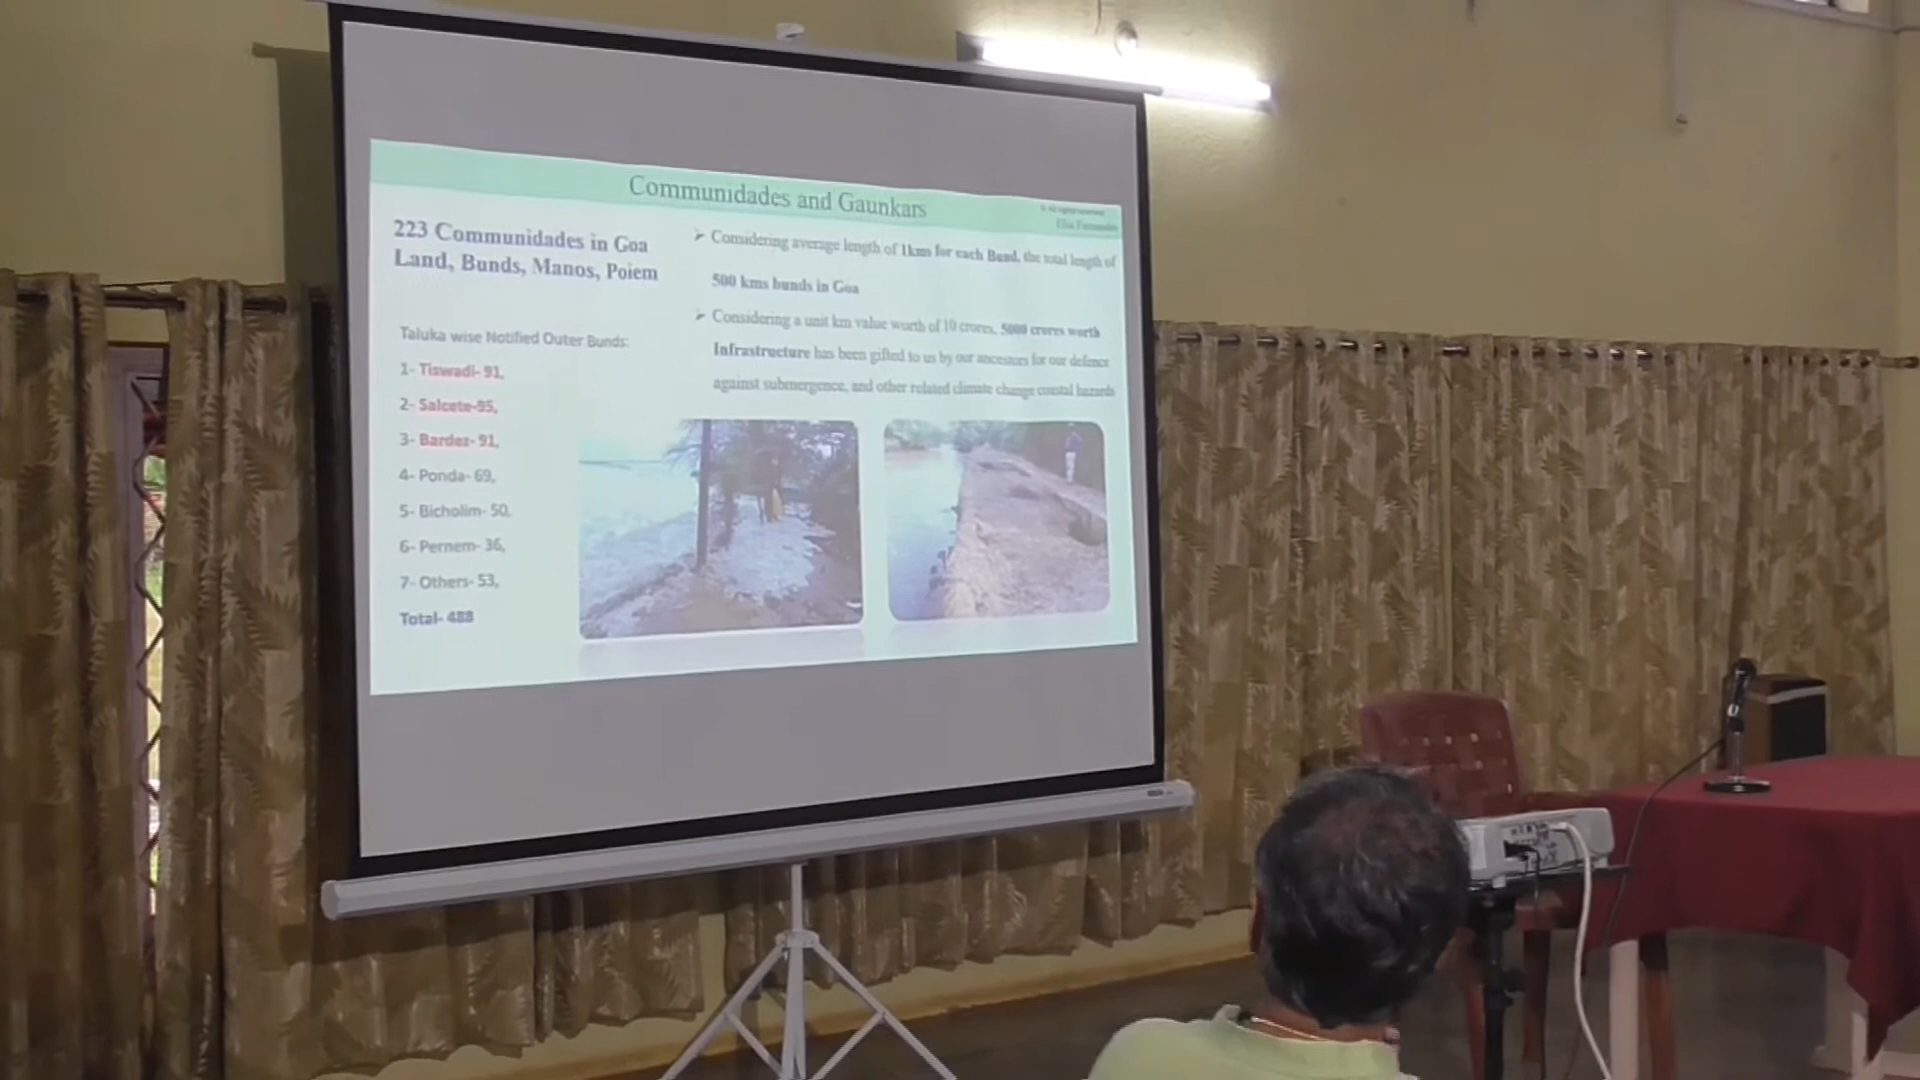 Communidades and Gaunkars
Elsa Fernandes
223 Communidades in Goa
Land, Bunds, Manos, Poiem
Taluka wise Notified Outer Bunds:
1- Tiswadi- 91,
2- Salcete-95,
3- Bardez- 91,
4- Ponda- 69,
5- Bicholim- 50,
6- Pernem- 36,
7- Others- 53,
Total- 488
➢ Considering average length of 1kms for each Bund, the total length of
500 kms bunds in Goa
➢ Considering a unit km value worth of 10 crores, 5000 crores worth
Infrastructure has been gifted to us by our ancestors for our defence
against submergence, and other related climate change coastal hazards